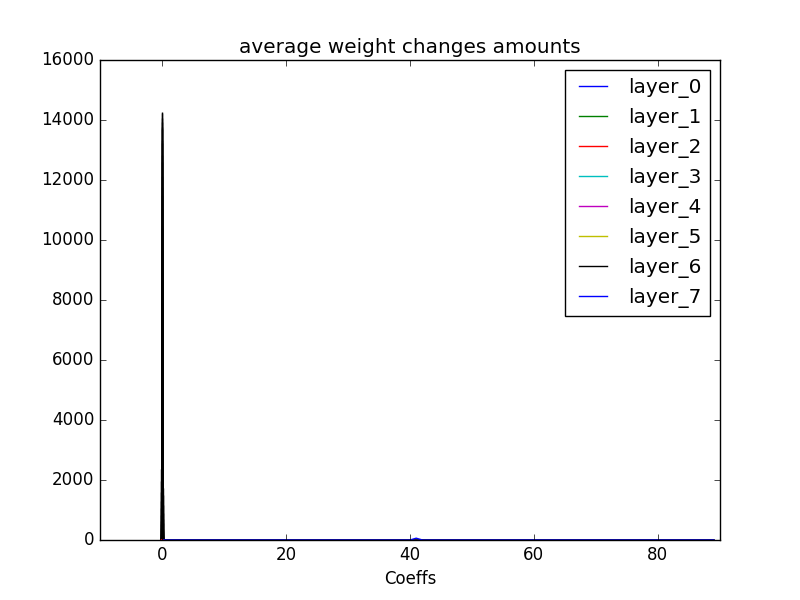 average weight changes amounts
16000
14000
12000
10000
8000
6000
4000
2000
0
layer_0
layer_1
layer_2
layer_3
layer_4
layer_5
layer_6
layer_7
0 20 40 60 80
Coeffs